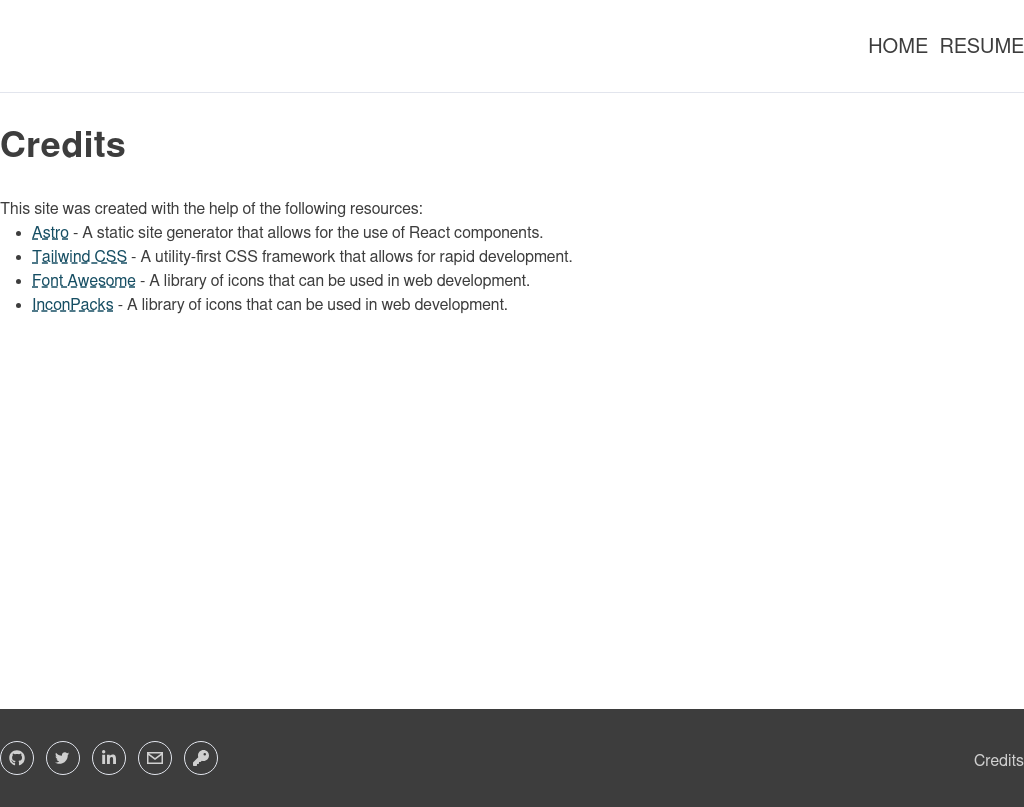 HOME RESUME
Credits
This site was created with the help of the following resources:
Astro - A static site generator that allows for the use of React components.
Tailwind CSS - A utility-first CSS framework that allows for rapid development.
Font Awesome - A library of icons that can be used in web development.
InconPacks - A library of icons that can be used in web development.
Credits